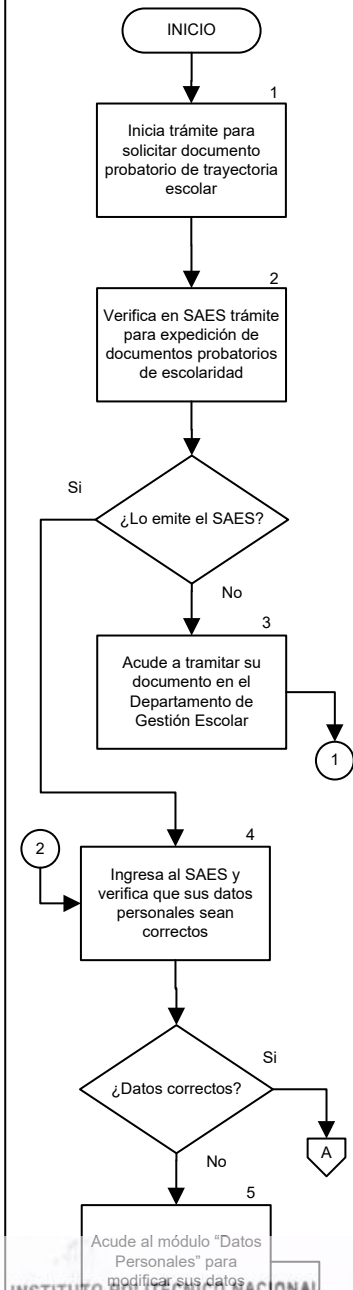 INICIO
1
Inicia trámite para
solicitar documento
probatorio de trayectoria
escolar
2
Verifica en SAES trámite
para expedición de
documentos probatorios
de escolaridad
Si
¿Lo emite el SAES?
No
3
Acude a tramitar su
documento en el
Departamento de
Gestión Escolar
1
4
2
Ingresa al SAES y
verifica que sus datos
personales sean
correctos
Si
¿Datos correctos?
A
No
5
Acude al módulo “Datos
Personales” para
modificar sus datos
INSTITUTO POLITÉCNICO NACIONAL